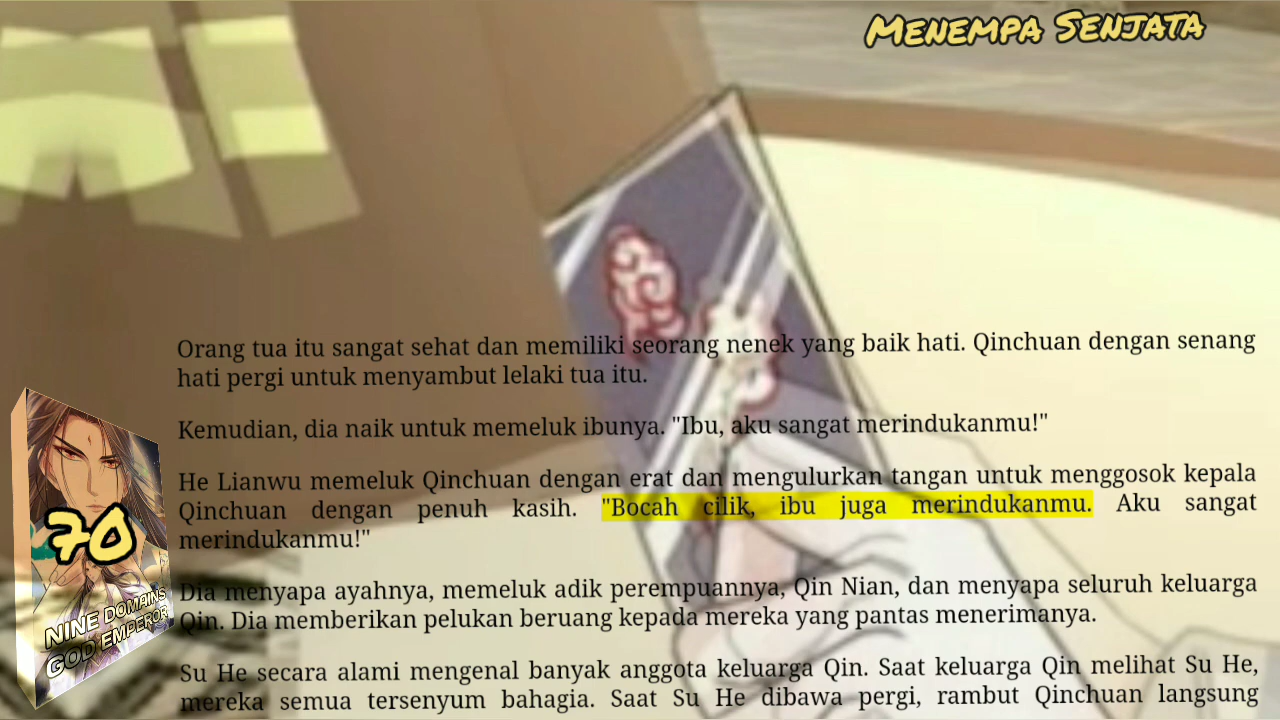 Menempa Senjata
Orang tua itu sangat sehat dan memiliki seorang nenek yang baik hati. Qinchuan dengan senang
hati pergi untuk menyambut lelaki tua itu.
Kemudian, dia naik untuk memeluk ibunya. "Ibu, aku sangat merindukanmu!"
He Lianwu memeluk Qinchuan dengan erat dan mengulurkan tangan untuk menggosok kepala
Qinchuan dengan penuh kasih. "Bocah cilik, ibu juga merindukanmu. Aku sangat
merindukanmu!"
Dia menyapa ayahnya, memeluk adik perempuannya, Qin Nian, dan menyapa seluruh keluarga
Qin. Dia memberikan pelukan beruang kepada mereka yang pantas menerimanya.
Su He secara alami mengenal banyak anggota keluarga Qin. Saat keluarga Qin melihat Su He,
mereka semua tersenyum bahagia. Saat Su He dibawa pergi, rambut Qinchuan langsung
70
NINE DOMAINS
GOD EMPEROR